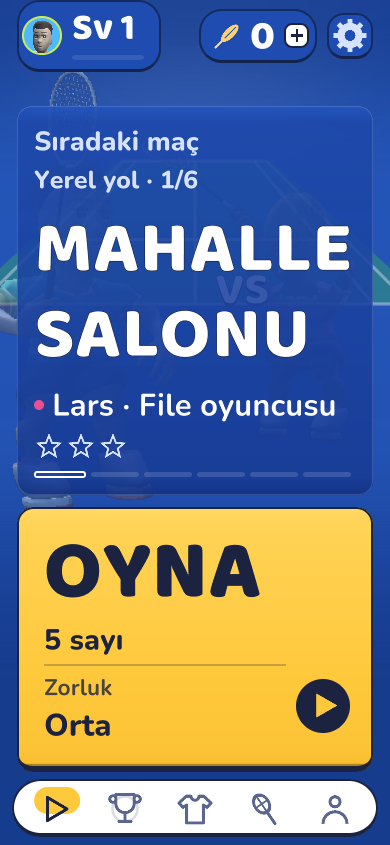 Sv 1
0
Sıradaki maç
Yerel yol · 1/6
MAHALLE
SALONU
VS
Lars · File oyuncusu
OYNA
5 sayı
Zorluk
Orta